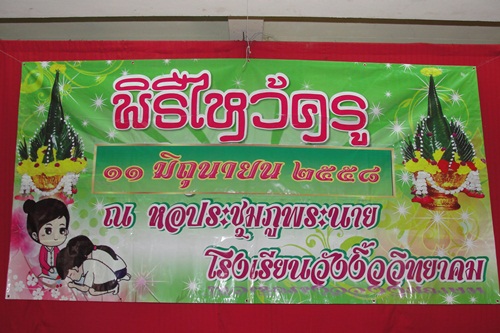 พิธีไหว้ครู
๑๑ มิถุนายน ๒๕๕๘
ณ หอประชุมภูพระนาย
โรงเรียนฮังงิ้ววิทยาคม